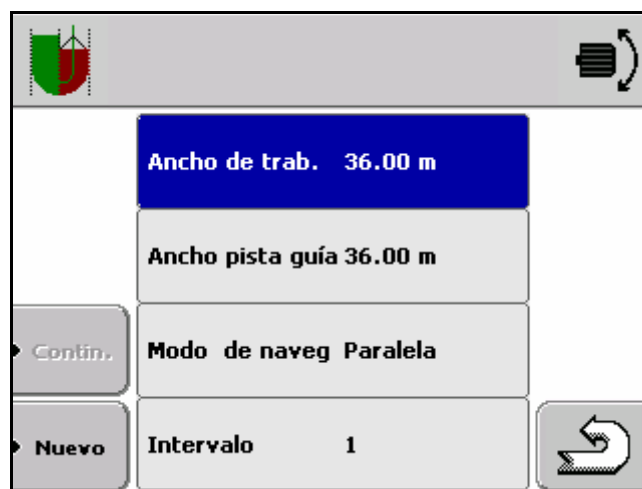 Ancho de trab. 36.00 m
Ancho pista guía 36.00 m
Contin.
Modo de naveg Paralela
Nuevo
Intervalo 1